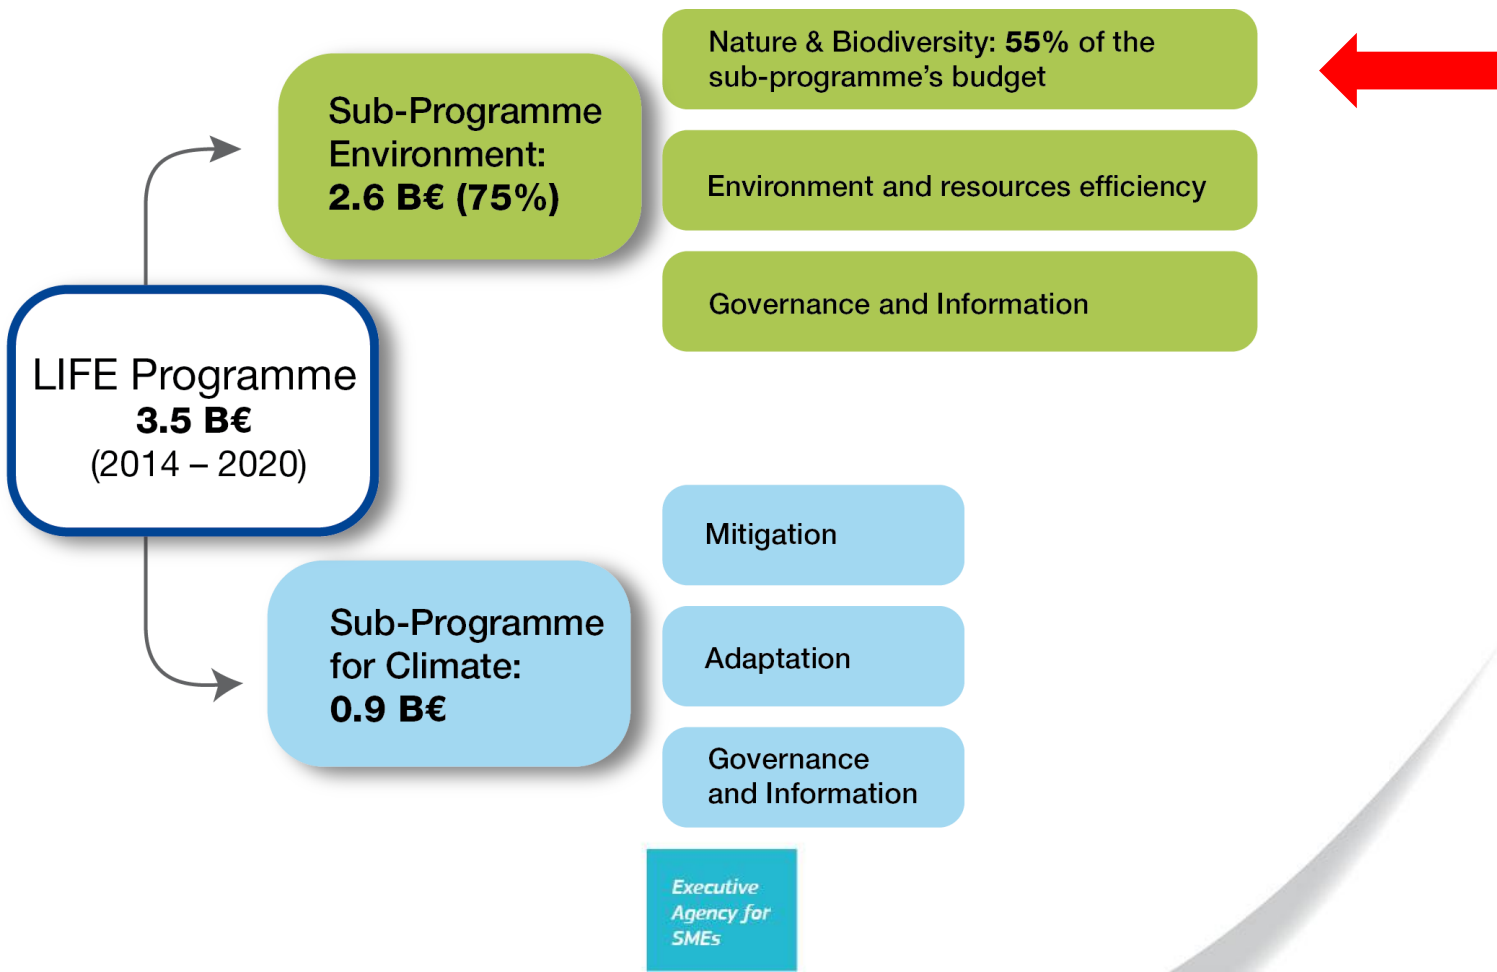 LIFE Programme
3.5 B€
(2014 – 2020)
Sub-Programme
Environment:
2.6 B€ (75%)
Nature & Biodiversity: 55% of the
sub-programme’s budget
Environment and resources efficiency
Governance and Information
Sub-Programme
for Climate:
0.9 B€
Mitigation
Adaptation
Governance
and Information
Executive
Agency for
SMEs